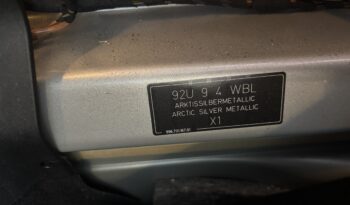 92U 9 4 WBL
ARKTISSILBERMETALLIC
ARCTIC SILVER METALLIC
X1